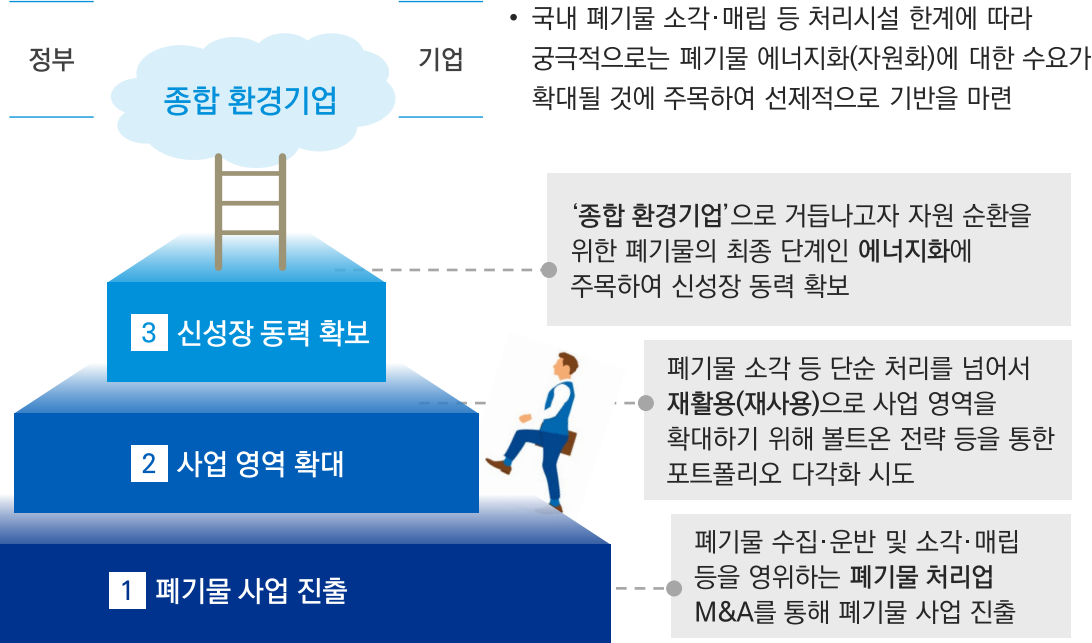 정부
기업
종합 환경기업
• 국내 폐기물 소각·매립 등 처리시설 한계에 따라
궁극적으로는 폐기물 에너지화(자원화)에 대한 수요가
확대될 것에 주목하여 선제적으로 기반을 마련
'종합 환경기업'으로 거듭나고자 자원 순환을
위한 폐기물의 최종 단계인 에너지화에
주목하여 신성장 동력 확보
3 신성장 동력 확보
폐기물 소각 등 단순 처리를 넘어서
재활용(재사용)으로 사업 영역을
확대하기 위해 볼트온 전략 등을 통한
포트폴리오 다각화 시도
2 사업 영역 확대
폐기물 수집·운반 및 소각·매립
등을 영위하는 폐기물 처리업
M&A를 통해 폐기물 사업 진출
1 폐기물 사업 진출